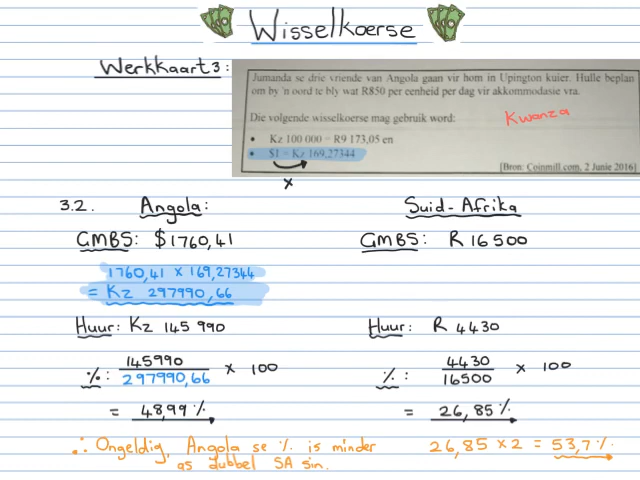 Wisselkoerse
Werkkaart 3:
Jumanda se drie vriende van Angola gaan vir hom in Upington kuier. Hulle beplan
om by 'n oord te bly wat R850 per eenheid per dag vir akkommodasie vra.
Die volgende wisselkoerse mag gebruik word:
Kwanza
• Kz 100 000 = R9 173,05 en
• $1 = Kz 169,27344
[Bron: Coinmill.com, 2 Junie 2016]
x
3.2. Angola: Suid-Afrika
GMBS: $1760,41 GMBS: R 16 500
1760,41 x 169,27344
= Kz 297990,66
Huur: Kz 145 990 Huur: R 4430
%: 145990 / 297990,66 x 100 %: 4430 / 16500 x 100
= 48,99% = 26,85%
∴ Ongeldig, Angola se % is minder 26,85 x 2 = 53,7%
as dubbel SA sin.